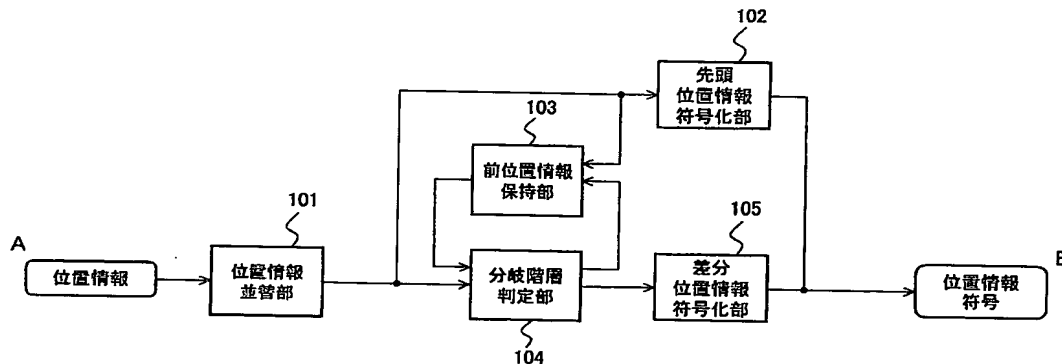 102
先頭
位置情報
符号化部
103
前位置情報
保持部
101
105
A
B
位置情報
位置情報
並替部
分岐階層
判定部
差分
位置情報
符号化部
位置情報
符号
104